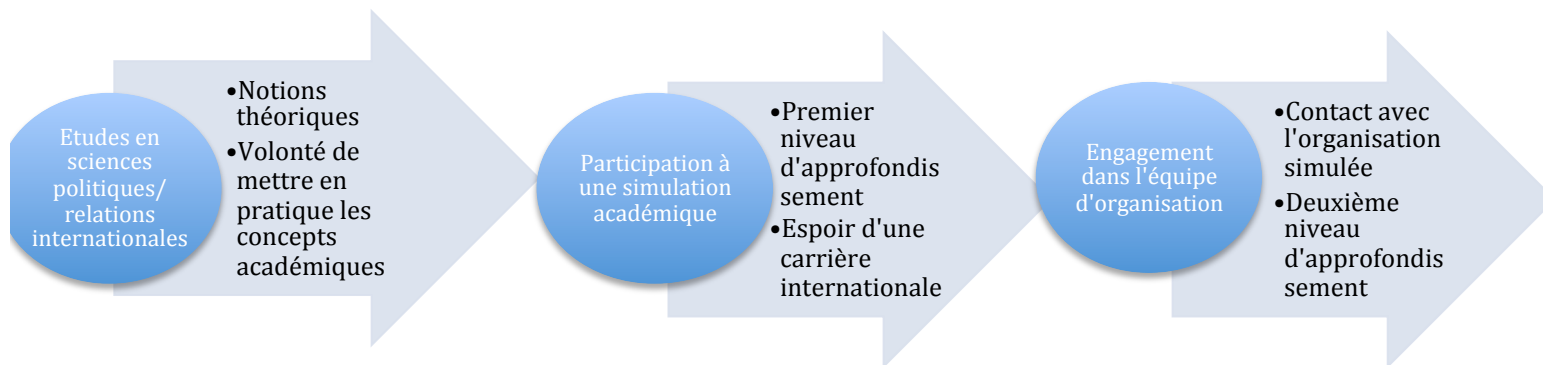 Etudes en
sciences
politiques/
relations
internationales
•Notions
théoriques
•Volonté de
mettre en
pratique les
concepts
académiques
Participation à
une simulation
académique
•Premier
niveau
d'approfondis
sement
•Espoir d'une
carrière
internationale
Engagement
dans l'équipe
d'organisation
•Contact avec
l'organisation
simulée
•Deuxième
niveau
d'approfondis
sement